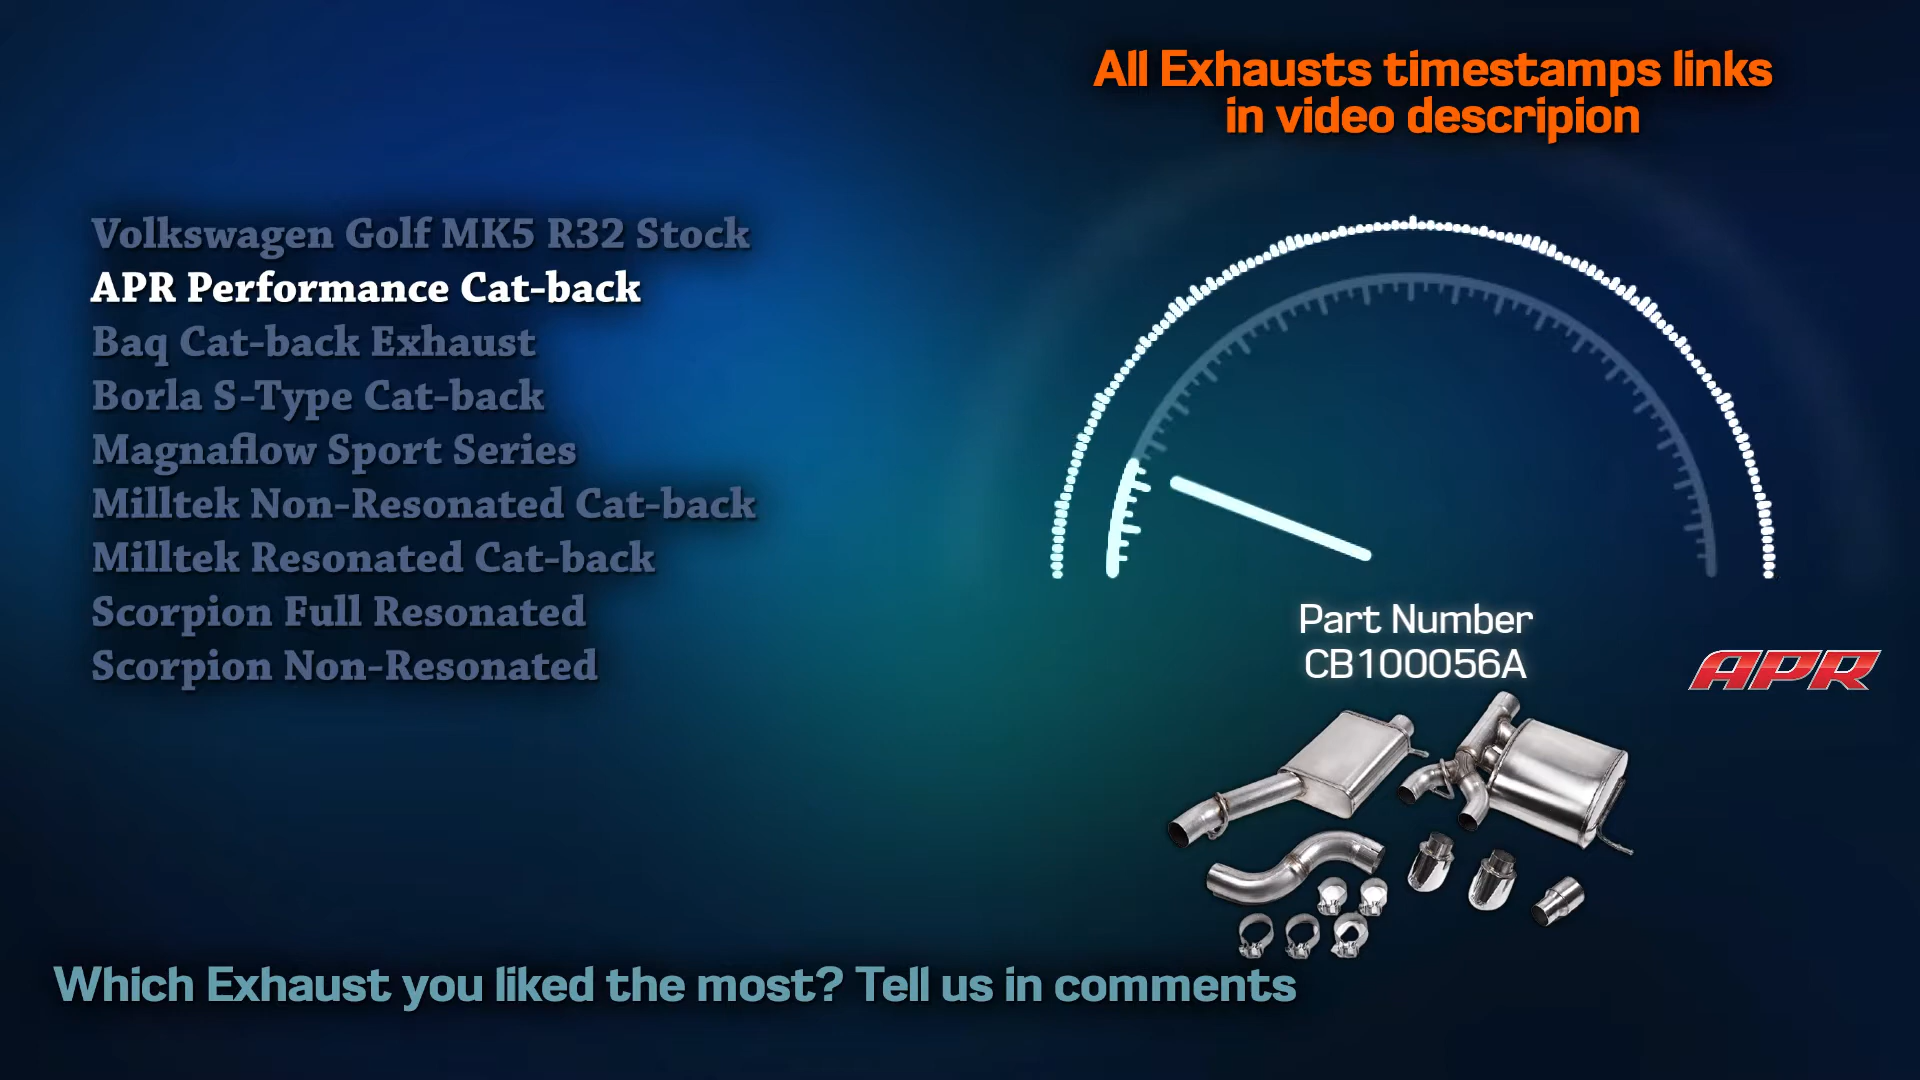 All Exhausts timestamps links
in video descripion
Volkswagen Golf MK5 R32 Stock
APR Performance Cat-back
Baq Cat-back Exhaust
Borla S-Type Cat-back
Magnaflow Sport Series
Milltek Non-Resonated Cat-back
Milltek Resonated Cat-back
Scorpion Full Resonated
Scorpion Non-Resonated
Part Number
CB100056A
APR
Which Exhaust you liked the most? Tell us in comments